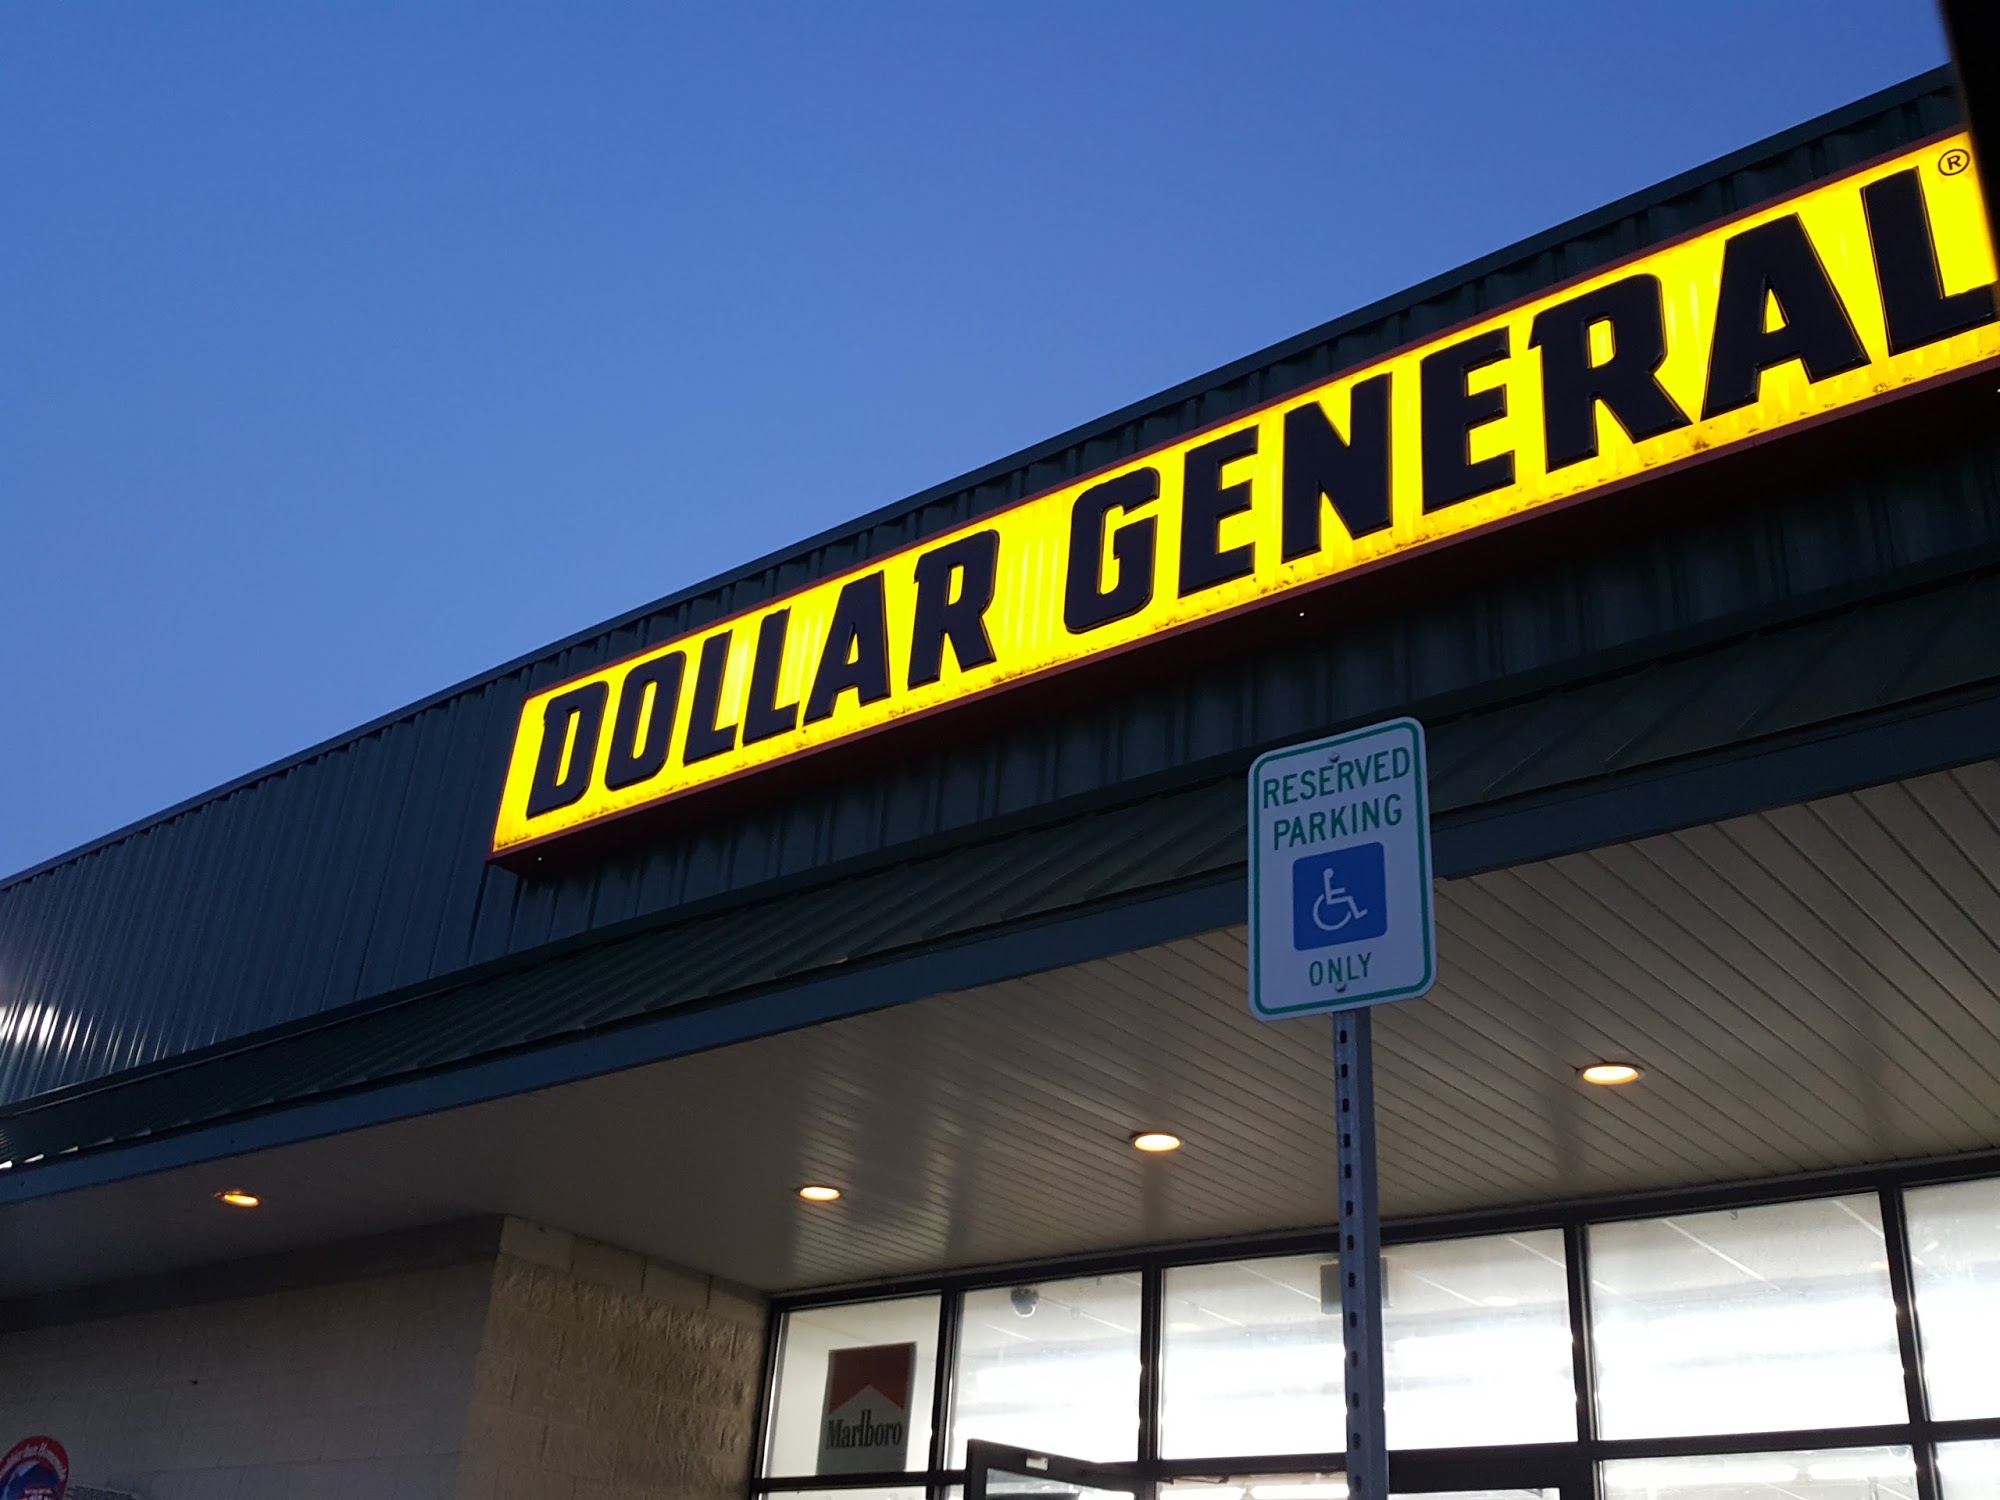 DOLLAR GENERAL®
RESERVED
PARKING
ONLY
Marlboro